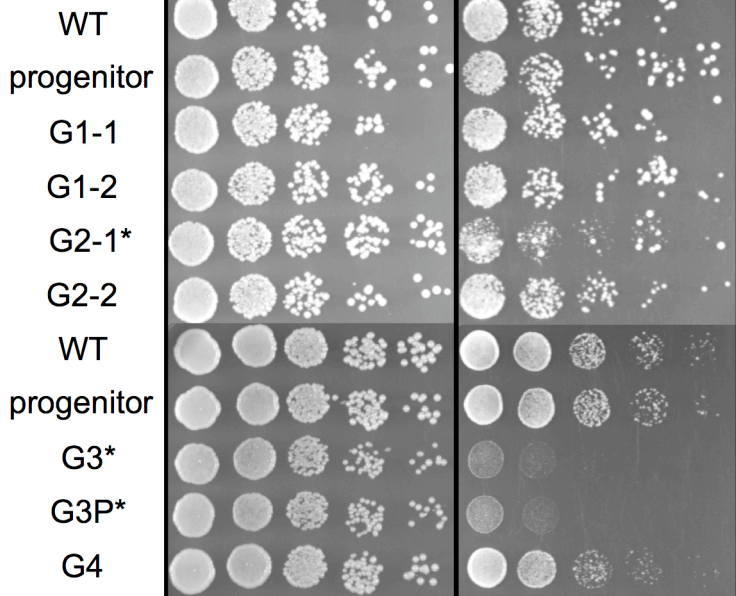 WT
progenitor
G1-1
G1-2
G2-1*
G2-2
WT
progenitor
G3*
G3P*
G4